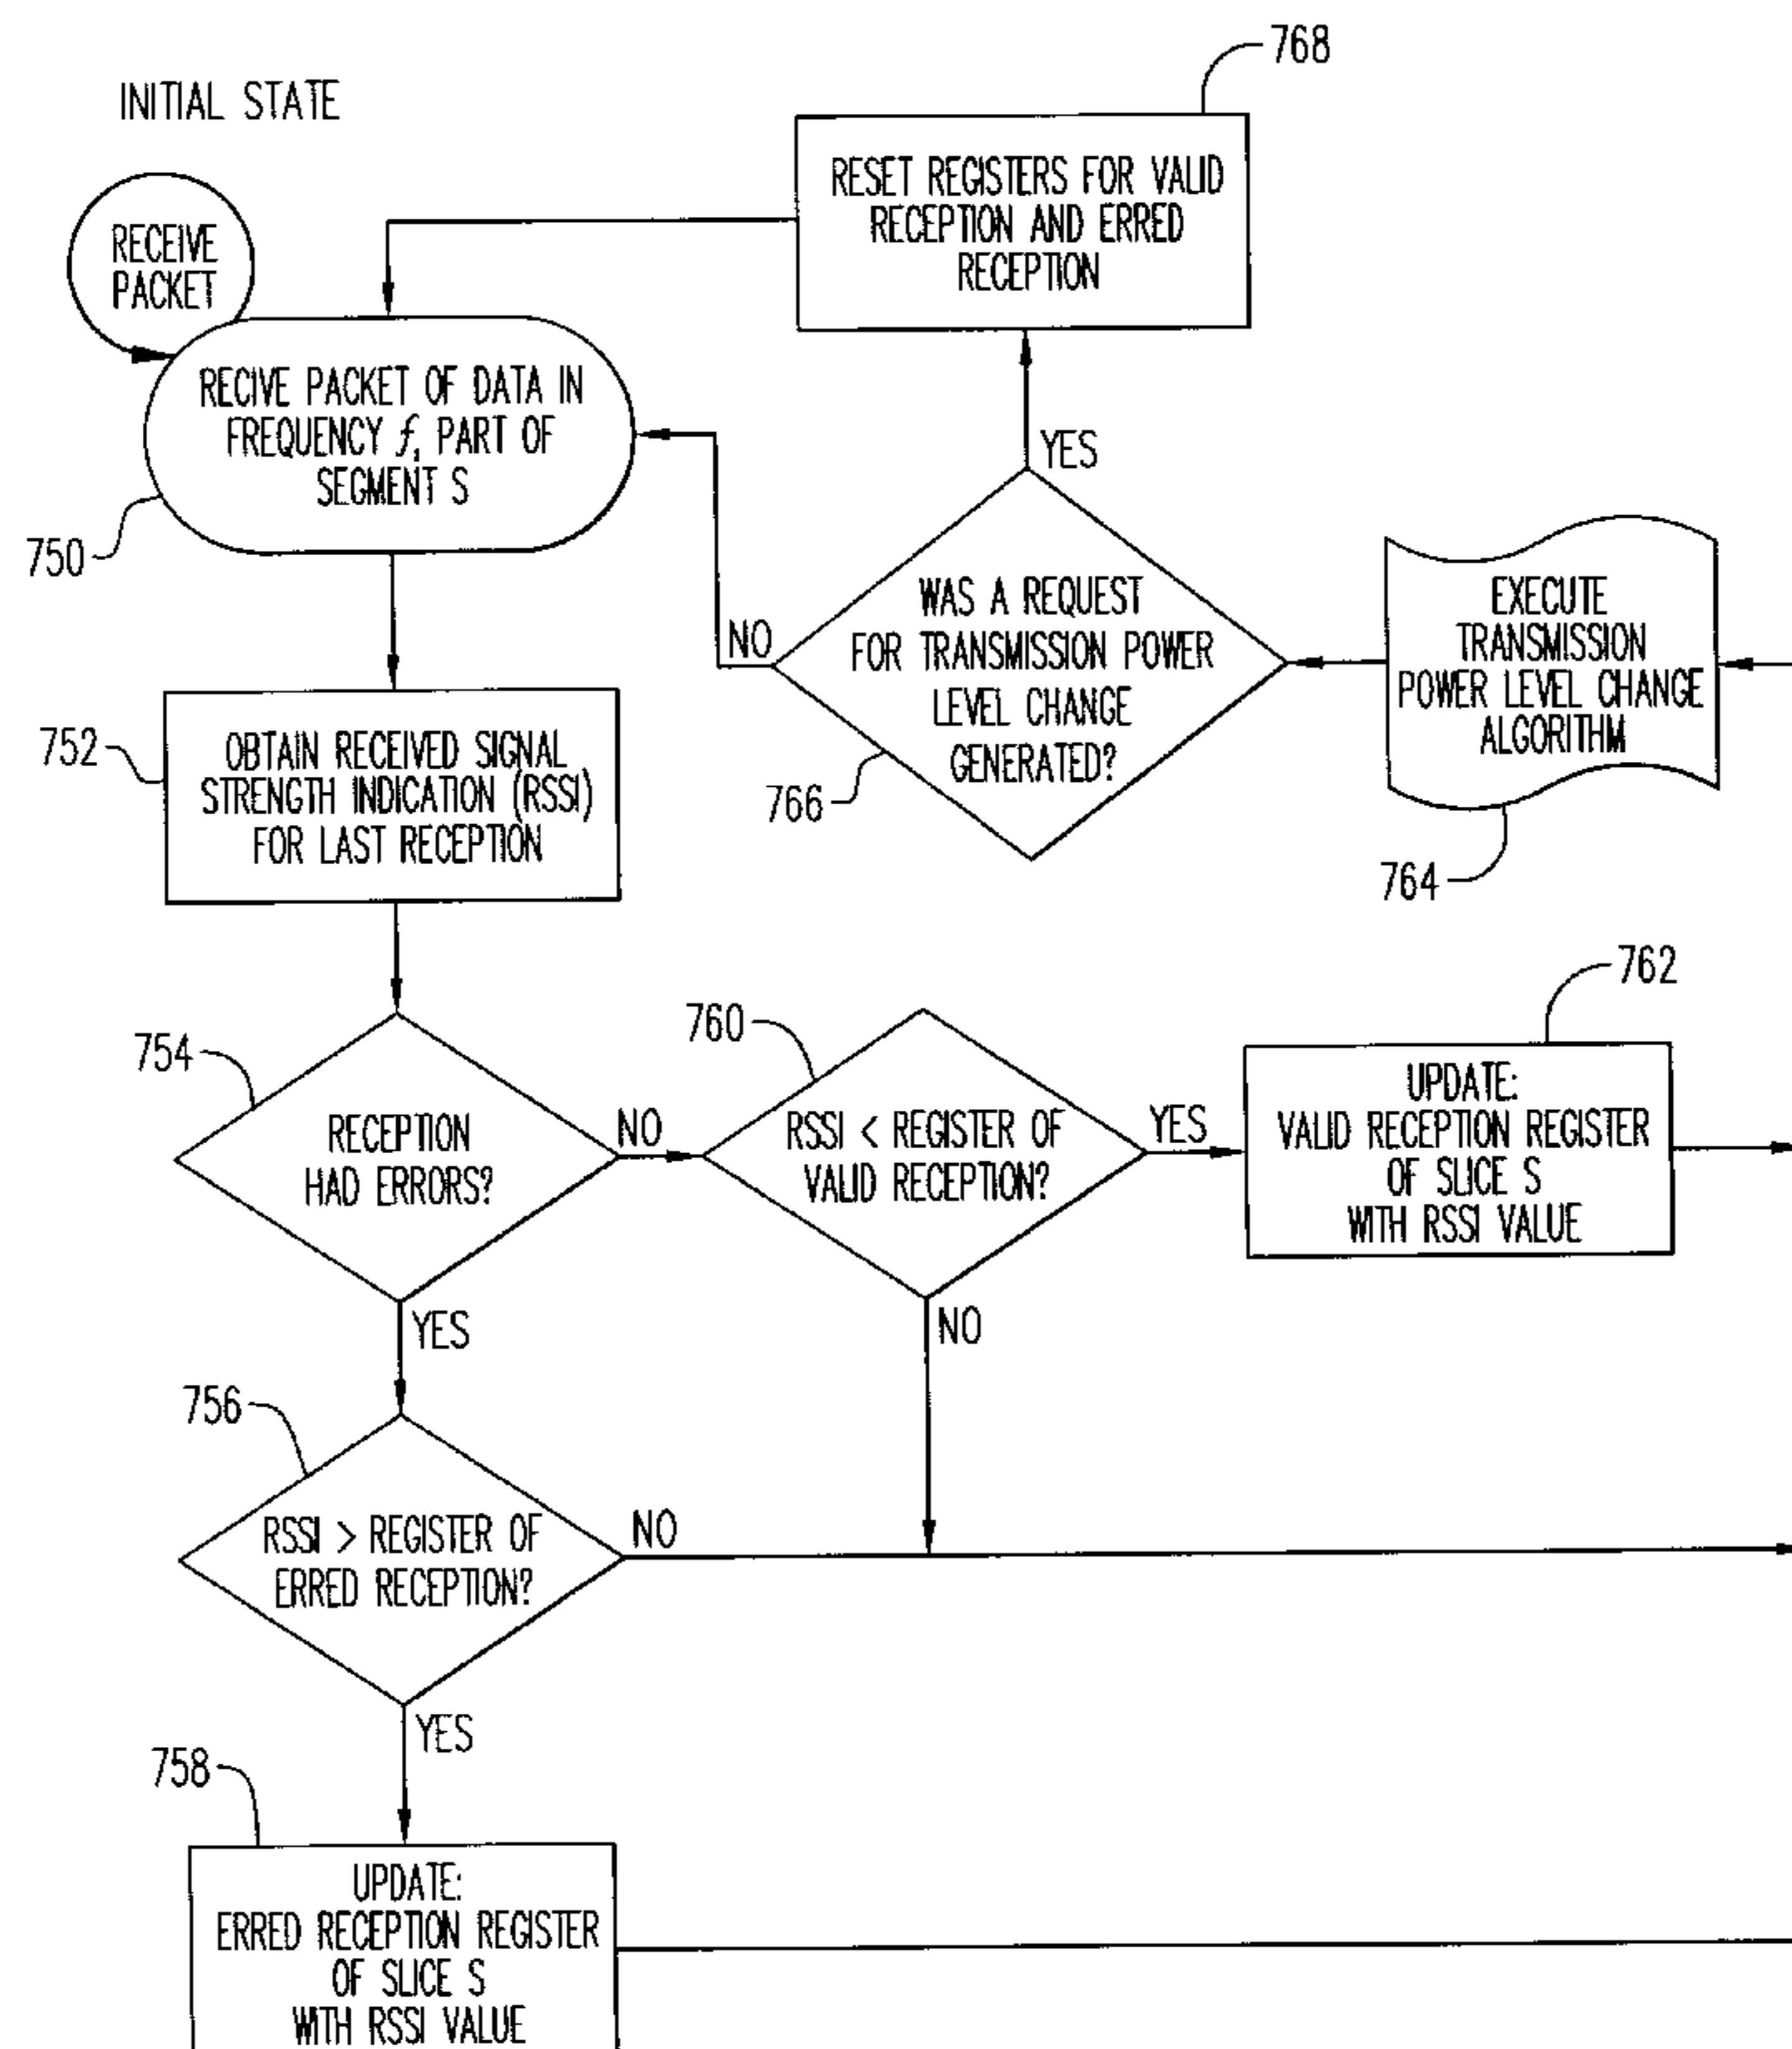 768
INITIAL STATE
RESET REGISTERS FOR VALID
RECEPTION AND ERRED
RECEPTION
RECEIVE
PACKET
RECIVE PACKET OF DATA IN
FREQUENCY f, PART OF
SEGMENT S
750
YES
NO
WAS A REQUEST
FOR TRANSMISSION POWER
LEVEL CHANGE
GENERATED?
766
EXECUTE
TRANSMISSION
POWER LEVEL CHANGE
ALGORITHM
764
752
OBTAIN RECEIVED SIGNAL
STRENGTH INDICATION (RSSI)
FOR LAST RECEPTION
754
RECEPTION
HAD ERRORS?
NO
YES
760
RSSI < REGISTER OF
VALID RECEPTION?
YES
NO
762
UPDATE:
VALID RECEPTION REGISTER
OF SLICE S
WITH RSSI VALUE
756
RSSI > REGISTER OF
ERRED RECEPTION?
NO
YES
758
UPDATE:
ERRED RECEPTION REGISTER
OF SLICE S
WITH RSSI VALUE